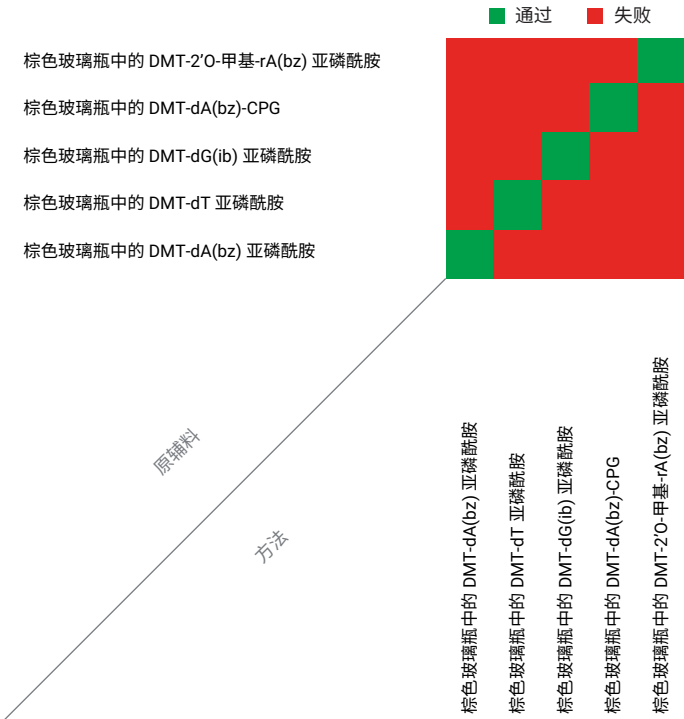 通过 失败
棕色玻璃瓶中的 DMT-2'O-甲基-rA(bz) 亚磷酰胺
棕色玻璃瓶中的 DMT-dA(bz)-CPG
棕色玻璃瓶中的 DMT-dG(ib) 亚磷酰胺
棕色玻璃瓶中的 DMT-dT 亚磷酰胺
棕色玻璃瓶中的 DMT-dA(bz) 亚磷酰胺
原辅料
方法
棕色玻璃瓶中的 DMT-dA(bz) 亚磷酰胺
棕色玻璃瓶中的 DMT-dT 亚磷酰胺
棕色玻璃瓶中的 DMT-dG(ib) 亚磷酰胺
棕色玻璃瓶中的 DMT-dA(bz)-CPG
棕色玻璃瓶中的 DMT-2'O-甲基-rA(bz) 亚磷酰胺